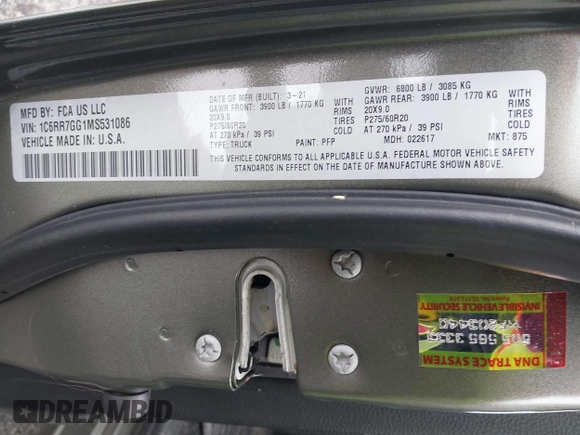 MFD BY: FCA US LLC
VIN: 1C6RR7GG1MS531086
VEHICLE MADE IN: U.S.A.
DATE OF MFR (BUILT): 3-21
GAWR FRONT: 3900 LB / 1770 KG
RIMS
20X9.0
TIRES
P275/60R20
COLD
AT 270 kPa / 39 PSI
TYPE: TRUCK PAINT: PFP
GVWR: 6800 LB / 3085 KG
GAWR REAR: 3900 LB / 1770 KG
RIMS
20X9.0
TIRES
P275/60R20
COLD
AT 270 kPa / 39 PSI
MDH: 022617 MKT: 875
THIS VEHICLE CONFORMS TO ALL APPLICABLE U.S.A. FEDERAL MOTOR VEHICLE SAFETY
STANDARDS IN EFFECT ON THE DATE OF MANUFACTURE SHOWN ABOVE.
DNA TRACE SYSTEM
505 565 3333
INVISIBLE VEHICLE SECURITY
DREAMBID